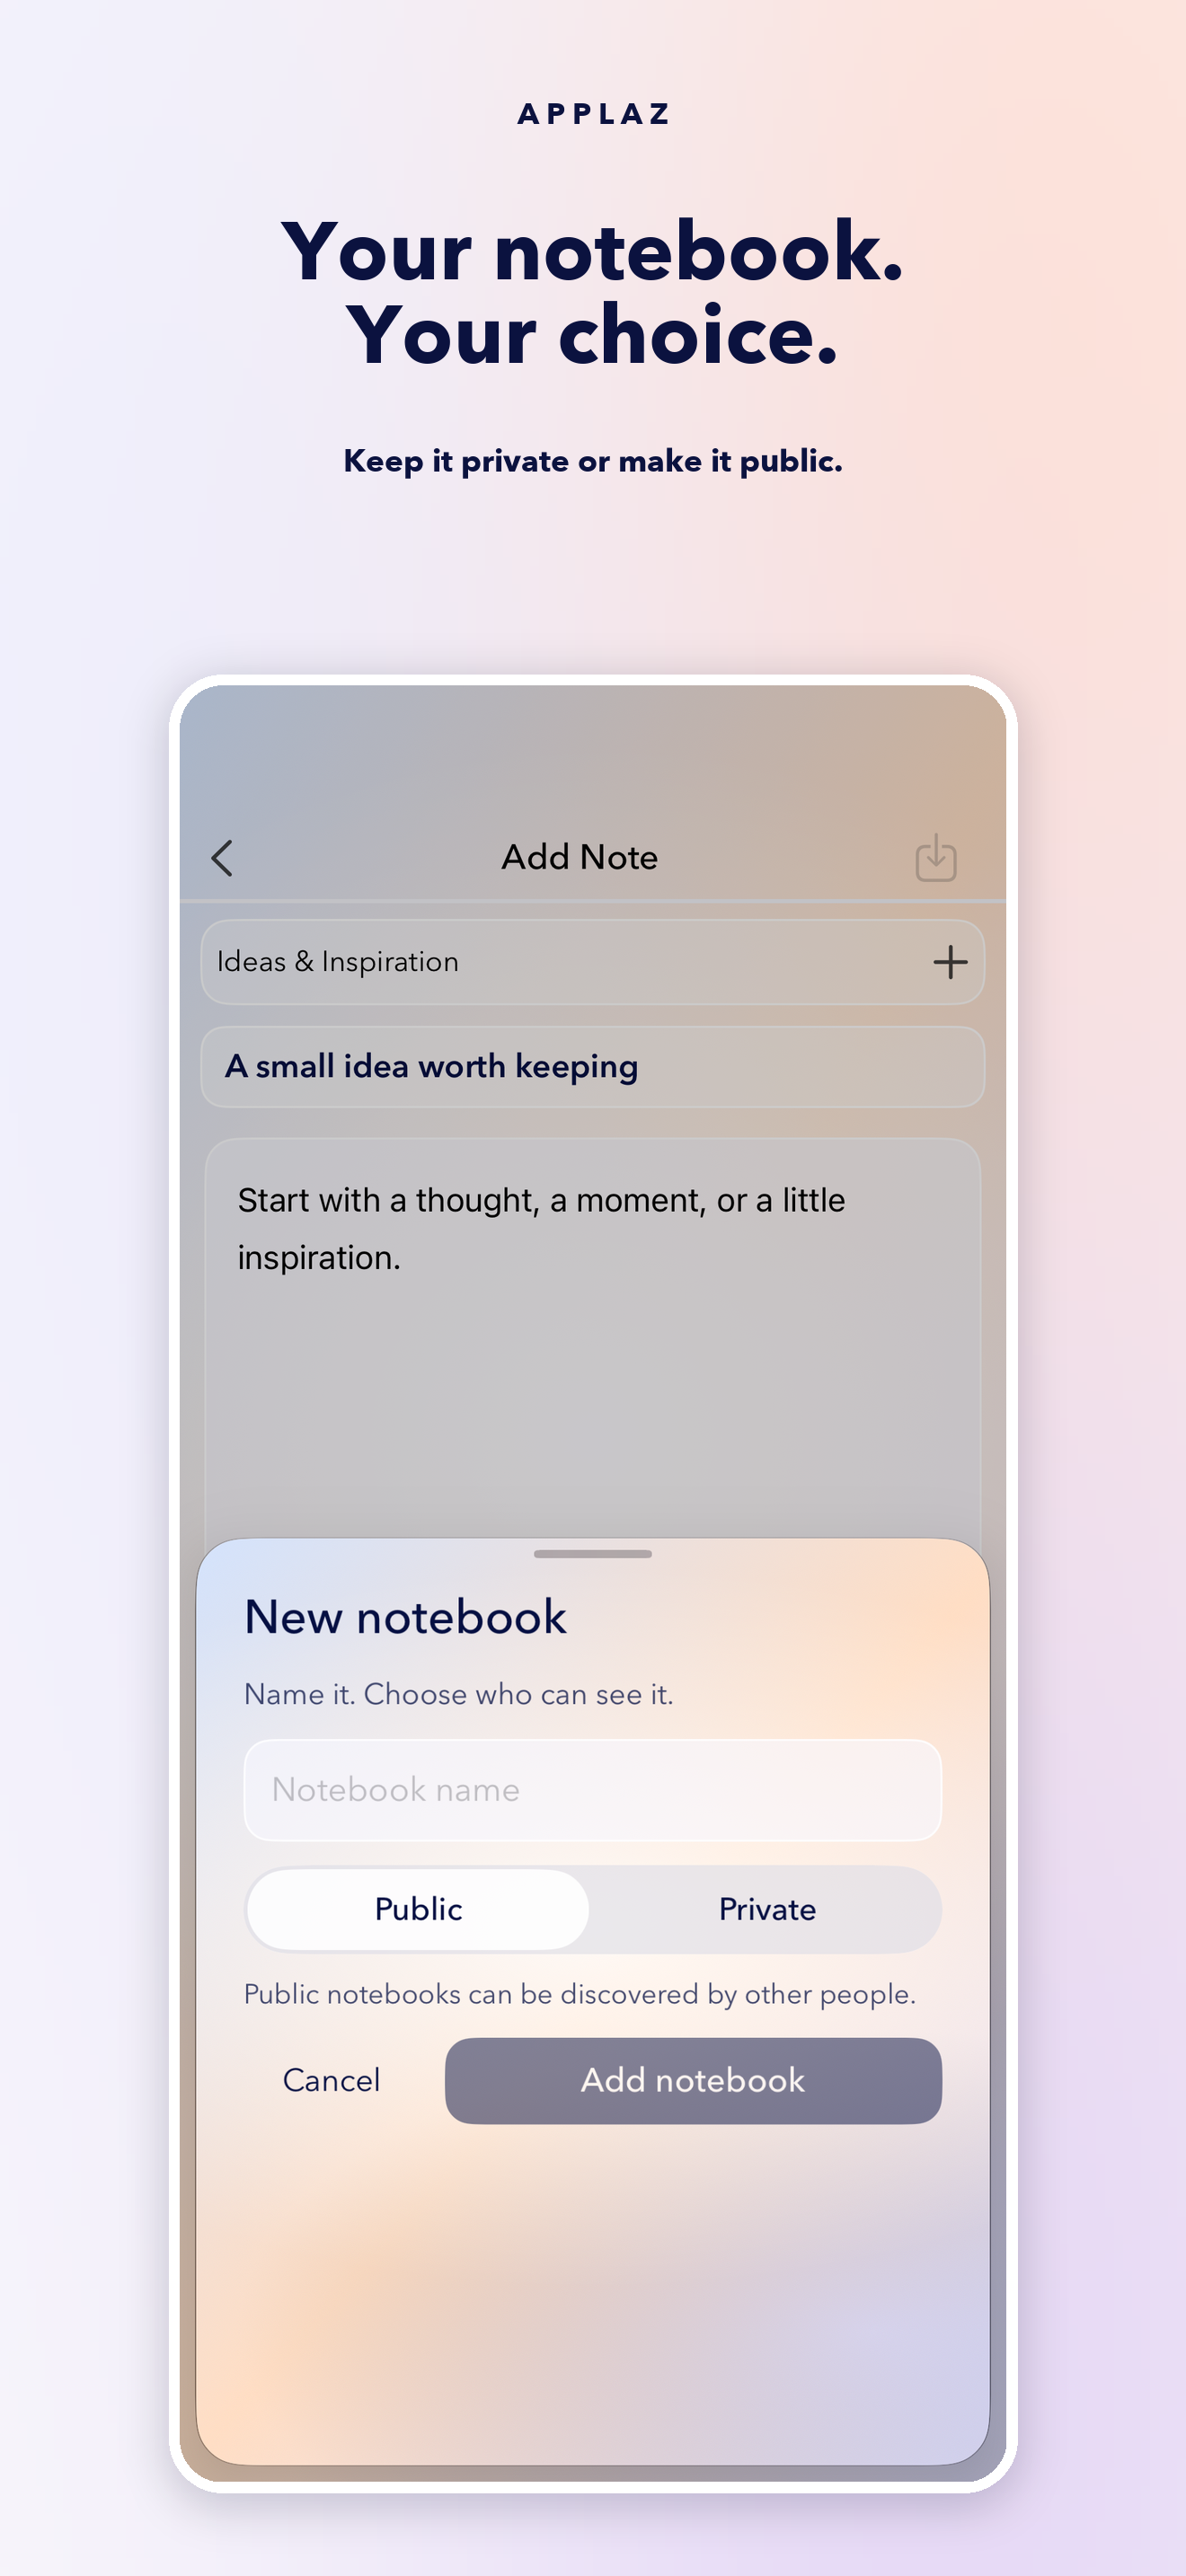 APPLAZ
Your notebook.
Your choice.
Keep it private or make it public.
Add Note
Ideas & Inspiration
A small idea worth keeping
Start with a thought, a moment, or a little
inspiration.
New notebook
Name it. Choose who can see it.
Notebook name
Public Private
Public notebooks can be discovered by other people.
Cancel Add notebook